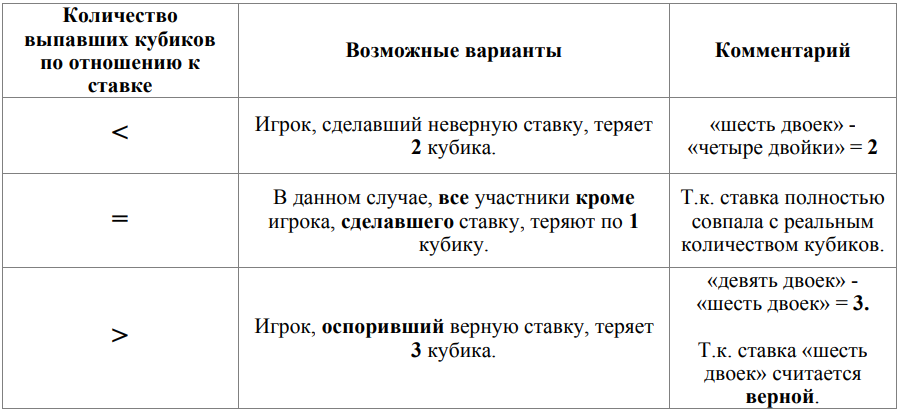 Количество
выпавших кубиков
по отношению к
ставке
Возможные варианты
Комментарий
<
Игрок, сделавший неверную ставку, теряет
2 кубика.
«шесть двоек» -
«четыре двойки» = 2
=
В данном случае, все участники кроме
игрока, сделавшего ставку, теряют по 1
кубику.
Т.к. ставка полностью
совпала с реальным
количеством кубиков.
>
Игрок, оспоривший верную ставку, теряет
3 кубика.
«девять двоек» -
«шесть двоек» = 3.
Т.к. ставка «шесть
двоек» считается
верной.